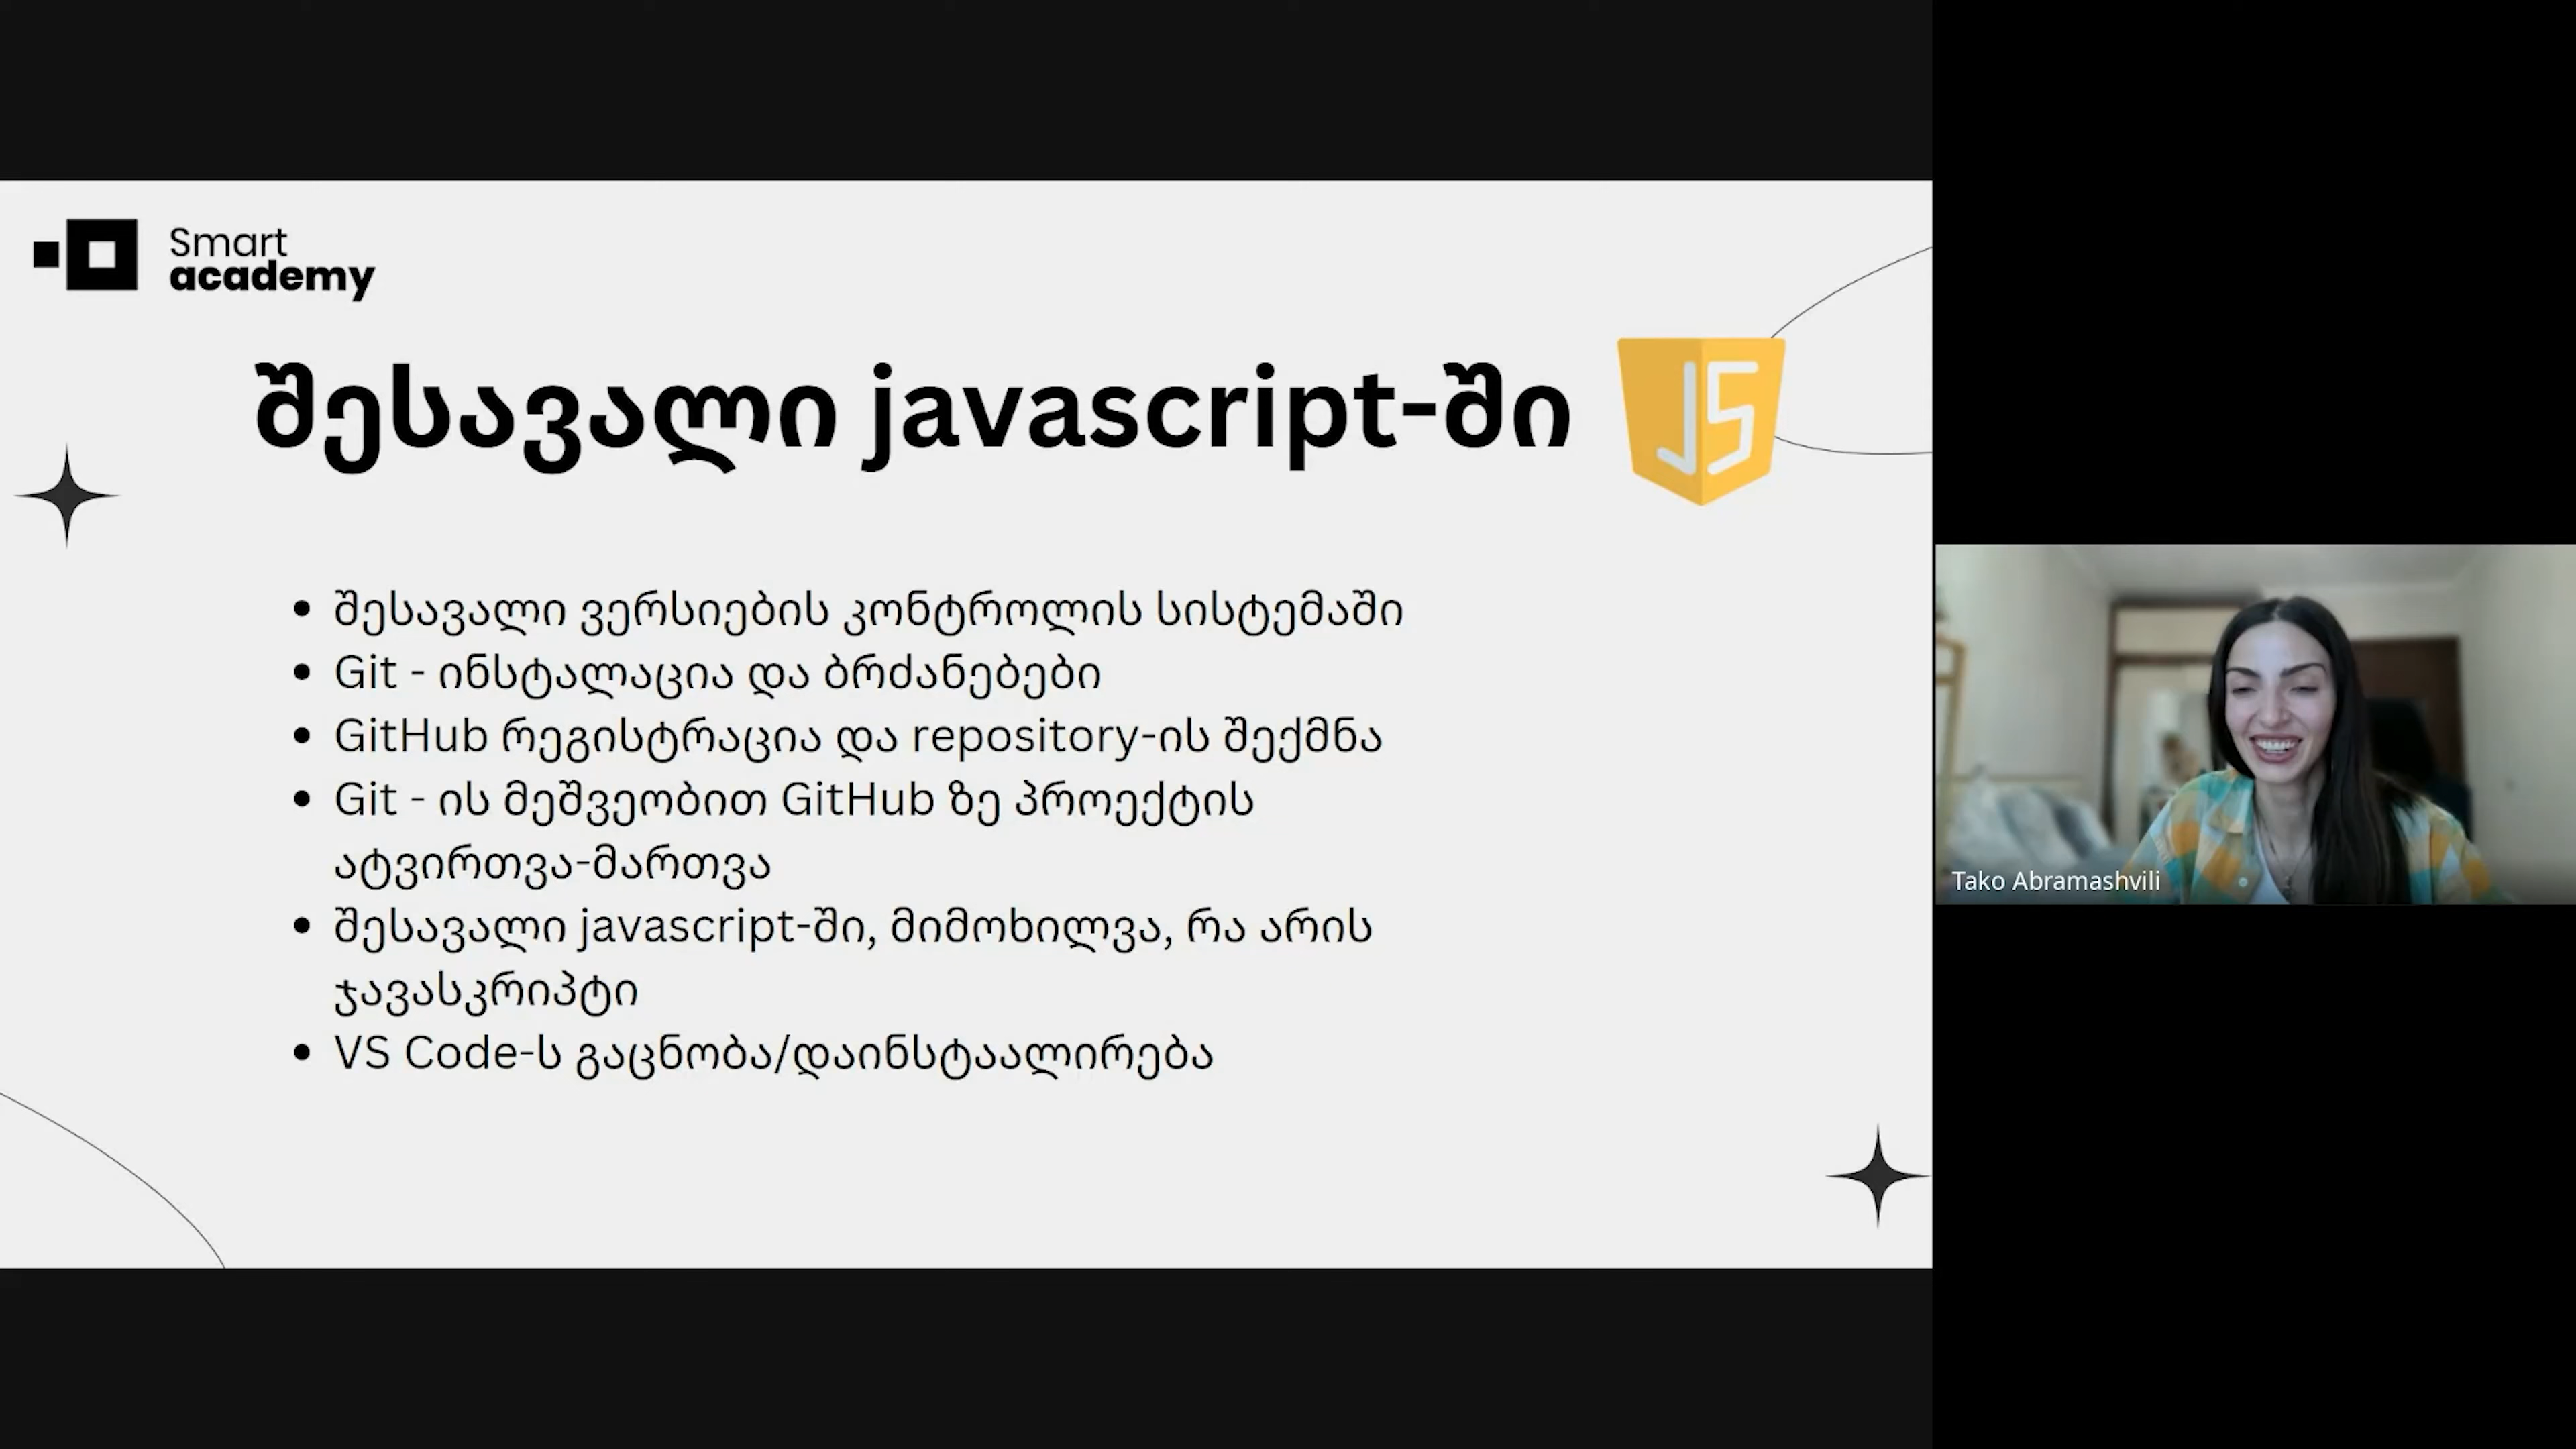 Smart
academy
შესავალი javascript-ში
JS
• შესავალი ვერსიების კონტროლის სისტემაში
• Git - ინსტალაცია და ბრძანებები
• GitHub რეგისტრაცია და repository-ის შექმნა
• Git - ის მეშვეობით GitHub ზე პროექტის
ატვირთვა-მართვა
• შესავალი javascript-ში, მიმოხილვა, რა არის
ჯავასკრიპტი
• VS Code-ს გაცნობა/დაინსტაალირება
Tako Abramashvili